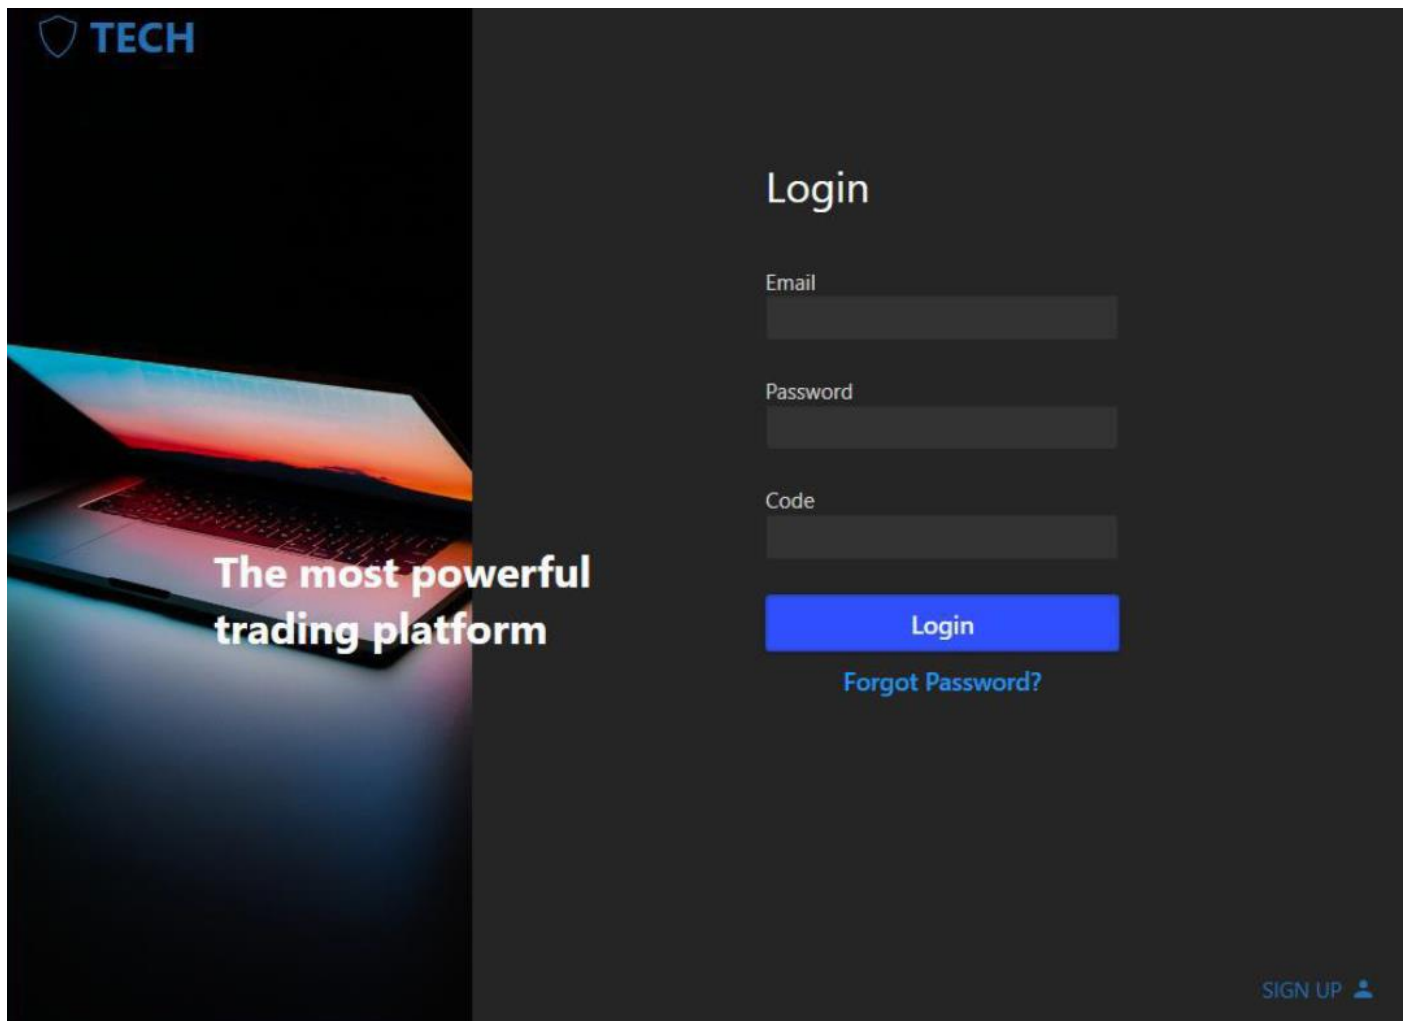 TECH
The most powerful
trading platform
Login
Email
Password
Code
Login
Forgot Password?
SIGN UP